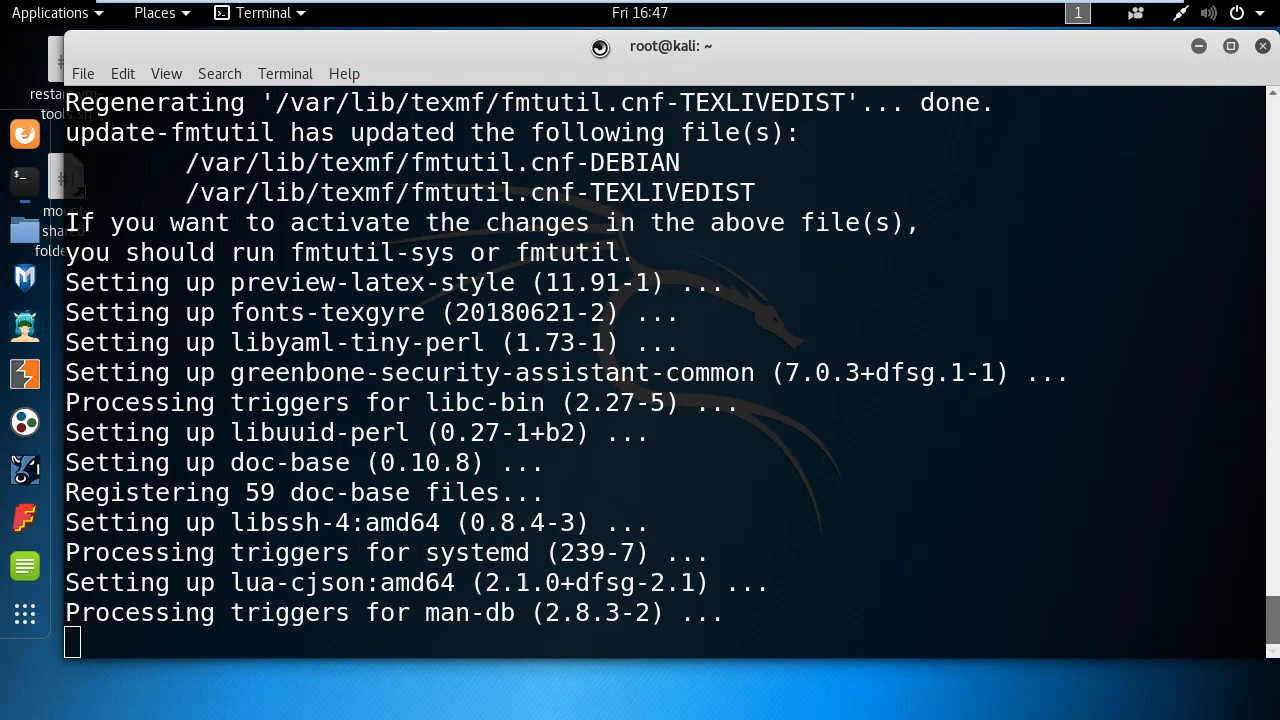 Applications Places Terminal Fri 16:47 1
root@kali: ~
File Edit View Search Terminal Help
Regenerating '/var/lib/texmf/fmtutil.cnf-TEXLIVEDIST'... done.
update-fmtutil has updated the following file(s):
/var/lib/texmf/fmtutil.cnf-DEBIAN
/var/lib/texmf/fmtutil.cnf-TEXLIVEDIST
If you want to activate the changes in the above file(s),
you should run fmtutil-sys or fmtutil.
Setting up preview-latex-style (11.91-1) ...
Setting up fonts-texgyre (20180621-2) ...
Setting up libyaml-tiny-perl (1.73-1) ...
Setting up greenbone-security-assistant-common (7.0.3+dfsg.1-1) ...
Processing triggers for libc-bin (2.27-5) ...
Setting up libuuid-perl (0.27-1+b2) ...
Setting up doc-base (0.10.8) ...
Registering 59 doc-base files...
Setting up libssh-4:amd64 (0.8.4-3) ...
Processing triggers for systemd (239-7) ...
Setting up lua-cjson:amd64 (2.1.0+dfsg-2.1) ...
Processing triggers for man-db (2.8.3-2) ...